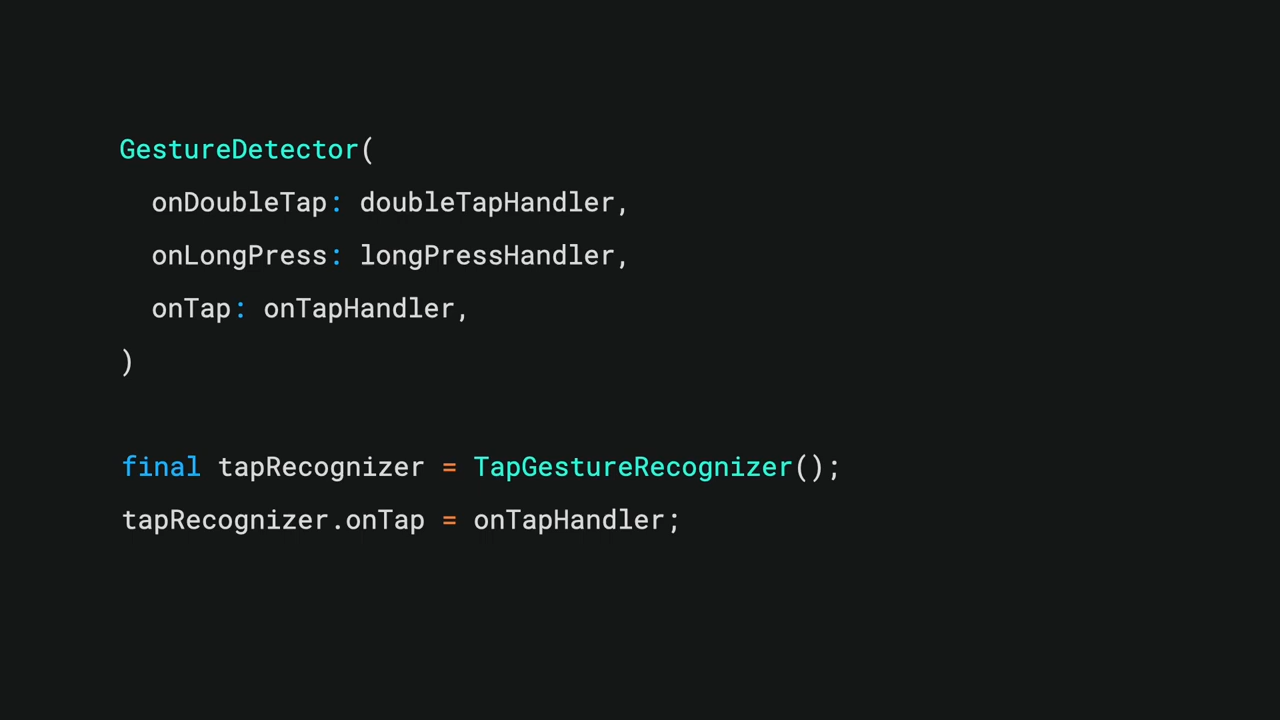 GestureDetector(
  onDoubleTap: doubleTapHandler,
  onLongPress: longPressHandler,
  onTap: onTapHandler,
)
final tapRecognizer = TapGestureRecognizer();
tapRecognizer.onTap = onTapHandler;